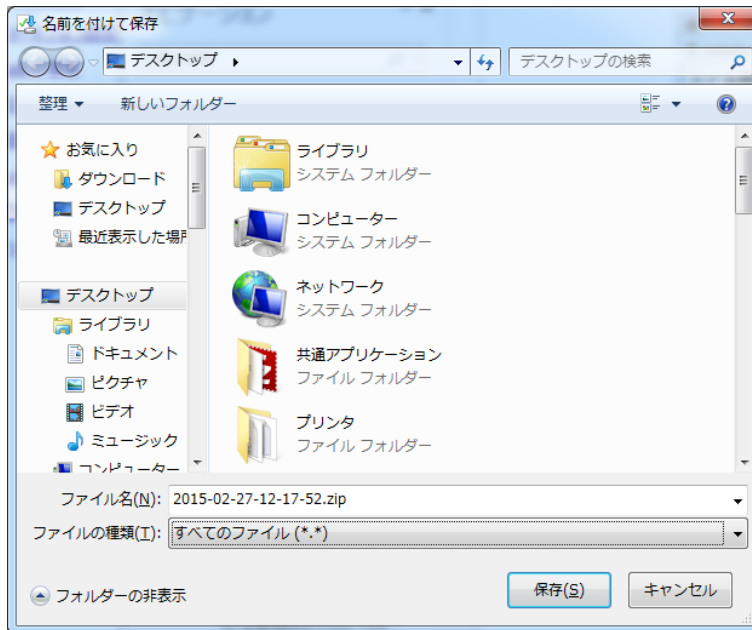 名前を付けて保存
デスクトップ
デスクトップの検索
整理
新しいフォルダー
お気に入り
ダウンロード
デスクトップ
最近表示した場所
デスクトップ
ライブラリ
ドキュメント
ピクチャ
ビデオ
ミュージック
コンピューター
ライブラリ
システム フォルダー
コンピューター
システム フォルダー
ネットワーク
システム フォルダー
共通アプリケーション
ファイル フォルダー
プリンタ
ファイル フォルダー
ファイル名(N): 2015-02-27-12-17-52.zip
ファイルの種類(T): すべてのファイル (*.*)
フォルダーの非表示
保存(S)
キャンセル